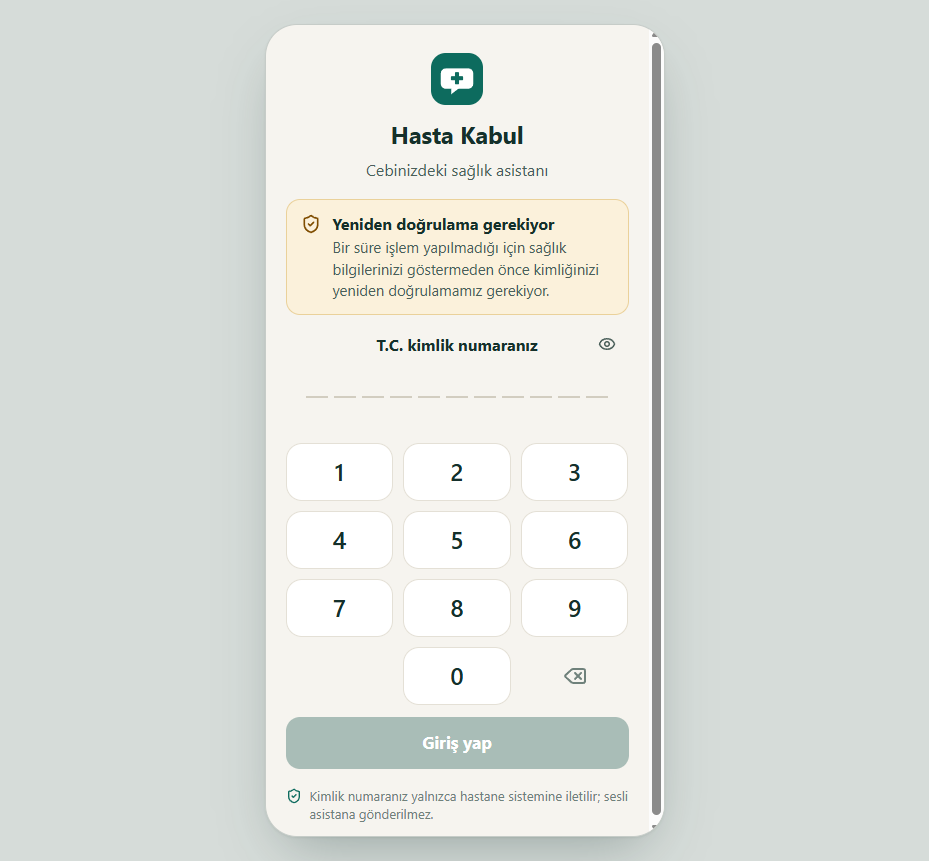 Hasta Kabul
Cebinizdeki sağlık asistanı
Yeniden doğrulama gerekiyor
Bir süre işlem yapılmadığı için sağlık
bilgilerinizi göstermeden önce kimliğinizi
yeniden doğrulamamız gerekiyor.
T.C. kimlik numaranız
1 2 3
4 5 6
7 8 9
0
Giriş yap
Kimlik numaranız yalnızca hastane sistemine iletilir; sesli
asistana gönderilmez.